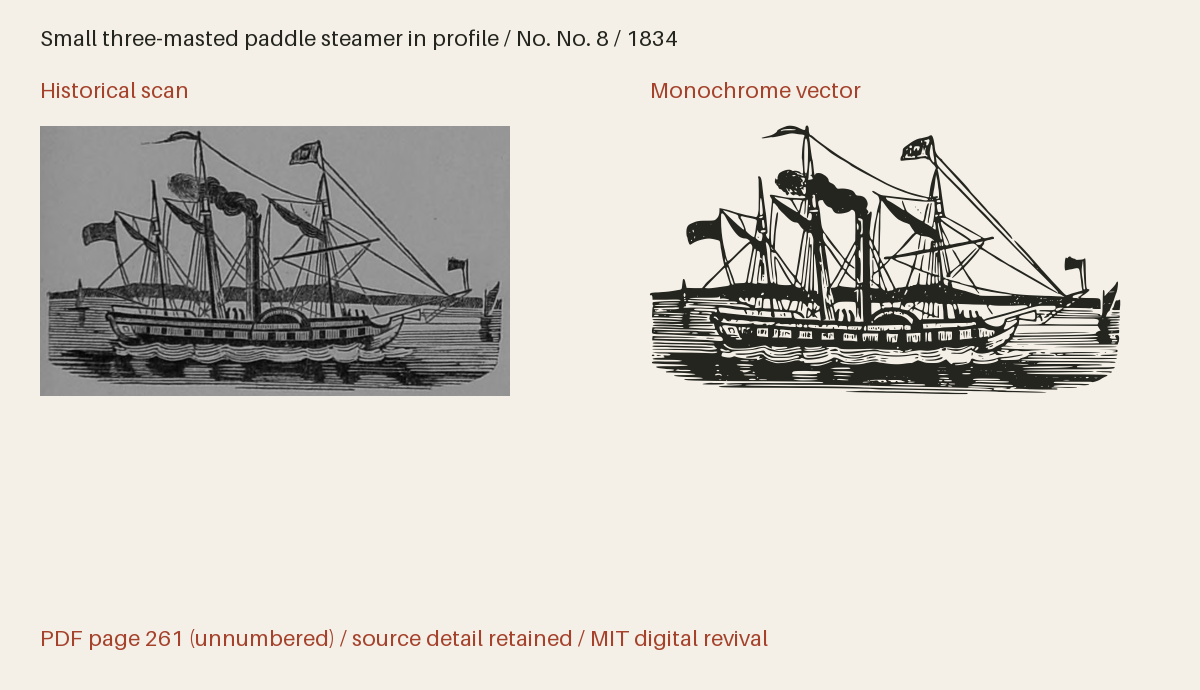 Small three-masted paddle steamer in profile / No. No. 8 / 1834
Historical scan
Monochrome vector
PDF page 261 (unnumbered) / source detail retained / MIT digital revival